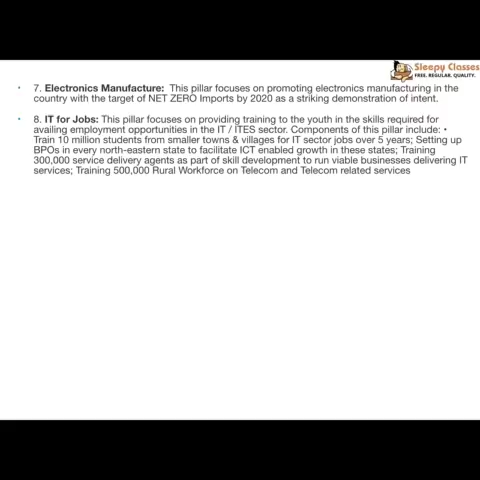 Sleepy Classes
FREE. REGULAR. QUALITY.
• 7. Electronics Manufacture: This pillar focuses on promoting electronics manufacturing in the
country with the target of NET ZERO Imports by 2020 as a striking demonstration of intent.
• 8. IT for Jobs: This pillar focuses on providing training to the youth in the skills required for
availing employment opportunities in the IT / ITES sector. Components of this pillar include: •
Train 10 million students from smaller towns & villages for IT sector jobs over 5 years; Setting up
BPOs in every north-eastern state to facilitate ICT enabled growth in these states; Training
300,000 service delivery agents as part of skill development to run viable businesses delivering IT
services; Training 500,000 Rural Workforce on Telecom and Telecom related services